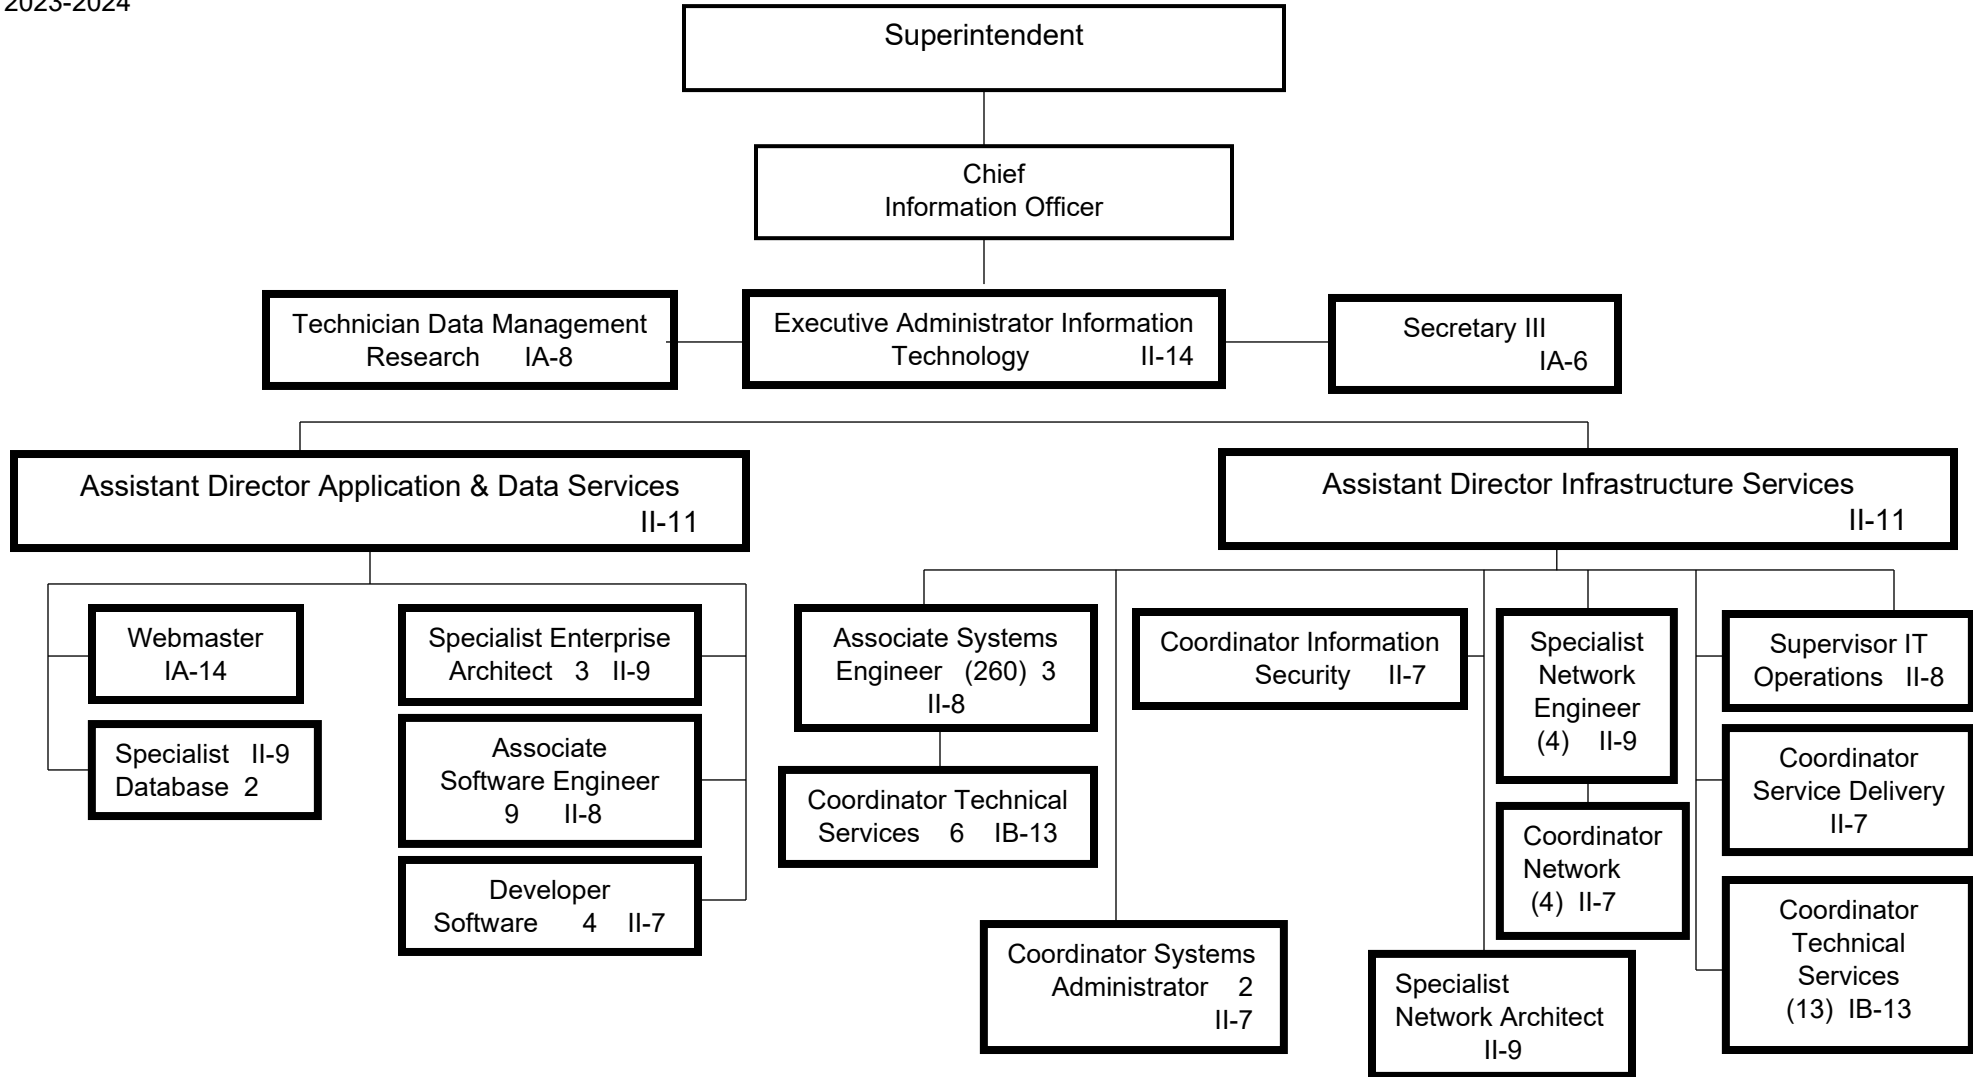 2023-2024
Superintendent
Chief
Information Officer
Technician Data Management
Research IA-8
Executive Administrator Information
Technology II-14
Secretary III
IA-6
Assistant Director Application & Data Services
II-11
Assistant Director Infrastructure Services
II-11
Webmaster
IA-14
Specialist II-9
Database 2
Specialist Enterprise
Architect 3 II-9
Associate
Software Engineer
9 II-8
Developer
Software 4 II-7
Associate Systems
Engineer (260) 3
II-8
Coordinator Technical
Services 6 IB-13
Coordinator Systems
Administrator 2
II-7
Coordinator Information
Security II-7
Specialist
Network Architect
II-9
Specialist
Network
Engineer
(4) II-9
Coordinator
Network
(4) II-7
Supervisor IT
Operations II-8
Coordinator
Service Delivery
II-7
Coordinator
Technical
Services
(13) IB-13